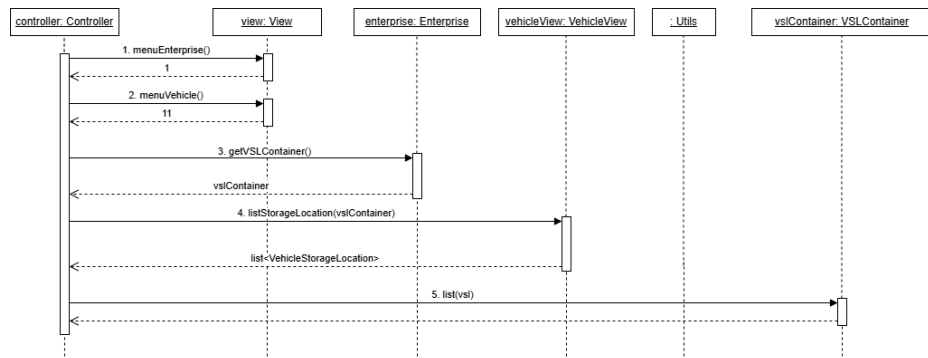 controller: Controller
view: View
enterprise: Enterprise
vehicleView: VehicleView
: Utils
vslContainer: VSLContainer
1. menuEnterprise()
1
2. menuVehicle()
11
3. getVSLContainer()
vslContainer
4. listStorageLocation(vslContainer)
list<VehicleStorageLocation>
5. list(vsl)